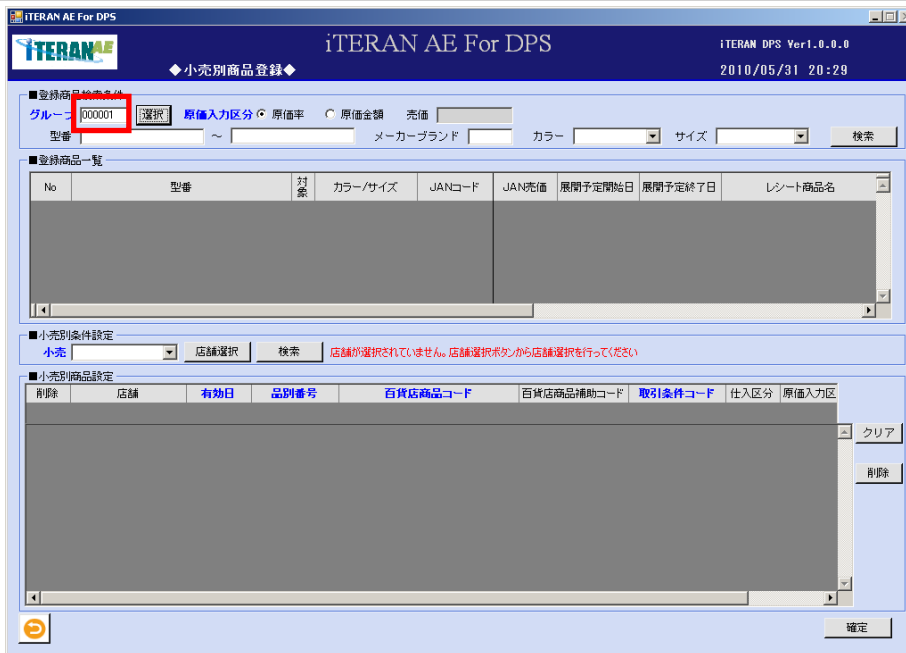 iTERAN AE For DPS
iTERAN AE
iTERAN AE For DPS
iTERAN DPS Ver1.0.0.0
◆小売別商品登録◆
2010/05/31 20:29
■登録商品検索条件
グループ 000001 選択 原価入力区分 原価率 原価金額 売価
型番 ～ メーカーブランド カラー サイズ 検索
■登録商品一覧
No 型番 対象 カラー/サイズ JANコード JAN売価 展開予定開始日 展開予定終了日 レシート商品名
■小売別条件設定
小売 店舗選択 検索 店舗が選択されていません。店舗選択ボタンから店舗選択を行ってください
■小売別商品設定
削除 店舗 有効日 品別番号 百貨店商品コード 百貨店商品補助コード 取引条件コード 仕入区分 原価入力区
クリア
削除
確定